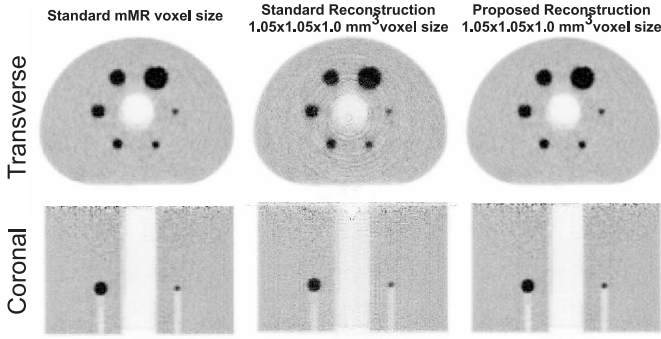 Standard mMR voxel size
Standard Reconstruction
1.05x1.05x1.0 mm³voxel size
Proposed Reconstruction
1.05x1.05x1.0 mm³voxel size
Transverse
Coronal